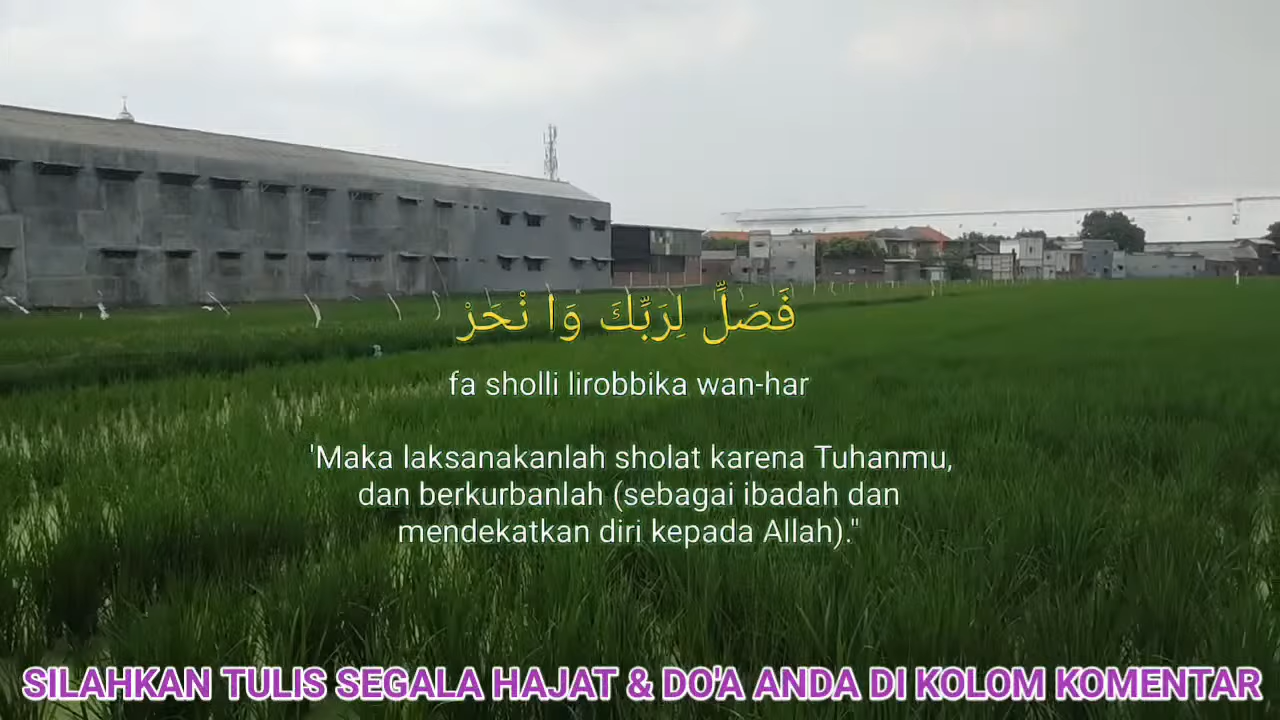 فَصَلِّ لِرَبِّكَ وَا نْحَرْ
fa sholli lirobbika wan-har
'Maka laksanakanlah sholat karena Tuhanmu,
dan berkurbanlah (sebagai ibadah dan
mendekatkan diri kepada Allah)."
SILAHKAN TULIS SEGALA HAJAT & DO'A ANDA DI KOLOM KOMENTAR